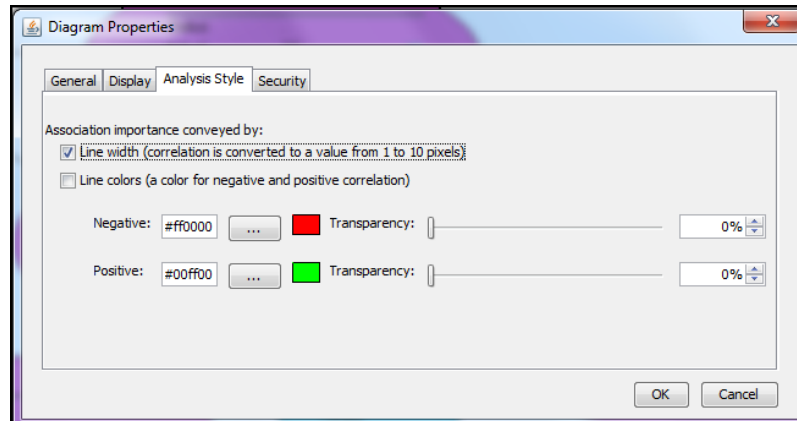 Diagram Properties
General Display Analysis Style Security
Association importance conveyed by:
Line width (correlation is converted to a value from 1 to 10 pixels)
Line colors (a color for negative and positive correlation)
Negative: #ff0000 ... Transparency: 0%
Positive: #00ff00 ... Transparency: 0%
OK Cancel